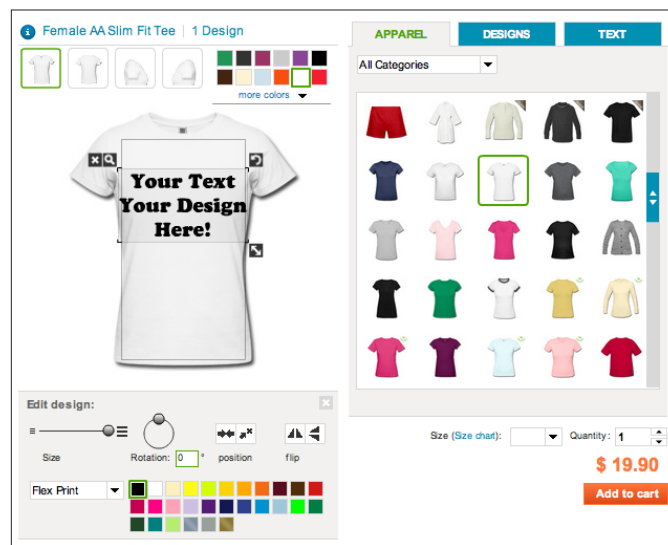 Female AA Slim Fit Tee | 1 Design
more colors
Your Text
Your Design
Here!
Edit design:
Size
Rotation: 0 °
position
flip
Flex Print
APPAREL
DESIGNS
TEXT
All Categories
Size (Size chart):
Quantity: 1
$ 19.90
Add to cart